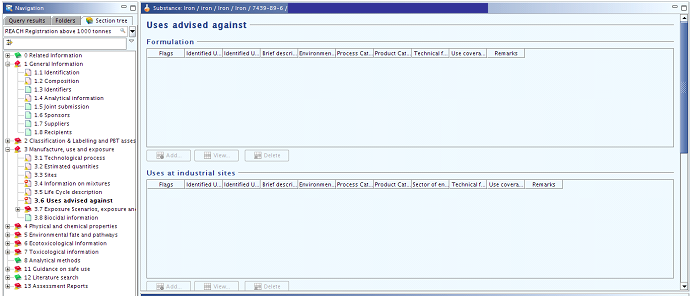 Navigation
Query results Folders Section tree
REACH Registration above 1000 tonnes
0 Related Information
1 General Information
1.1 Identification
1.2 Composition
1.3 Identifiers
1.4 Analytical information
1.5 Joint submission
1.6 Sponsors
1.7 Suppliers
1.8 Recipients
2 Classification & Labelling and PBT asses
3 Manufacture, use and exposure
3.1 Technological process
3.2 Estimated quantities
3.3 Sites
3.4 Information on mixtures
3.5 Life Cycle description
3.6 Uses advised against
3.7 Exposure Scenarios, exposure an
3.8 Biocidal information
4 Physical and chemical properties
5 Environmental fate and pathways
6 Ecotoxicological Information
7 Toxicological information
8 Analytical methods
11 Guidance on safe use
12 Literature search
13 Assessment Reports
Substance: Iron / iron / Iron / Iron / 7439-89-6 /
Uses advised against
Formulation
Flags Identified U... Identified U... Brief descri... Environmen... Process Cat... Product Cat... Technical f... Use covera... Remarks
Add... View... Delete
Uses at industrial sites
Flags Identified U... Identified U... Brief descri... Environmen... Process Cat... Product Cat... Sector of en... Technical f... Use covera... Remarks
Add... View... Delete